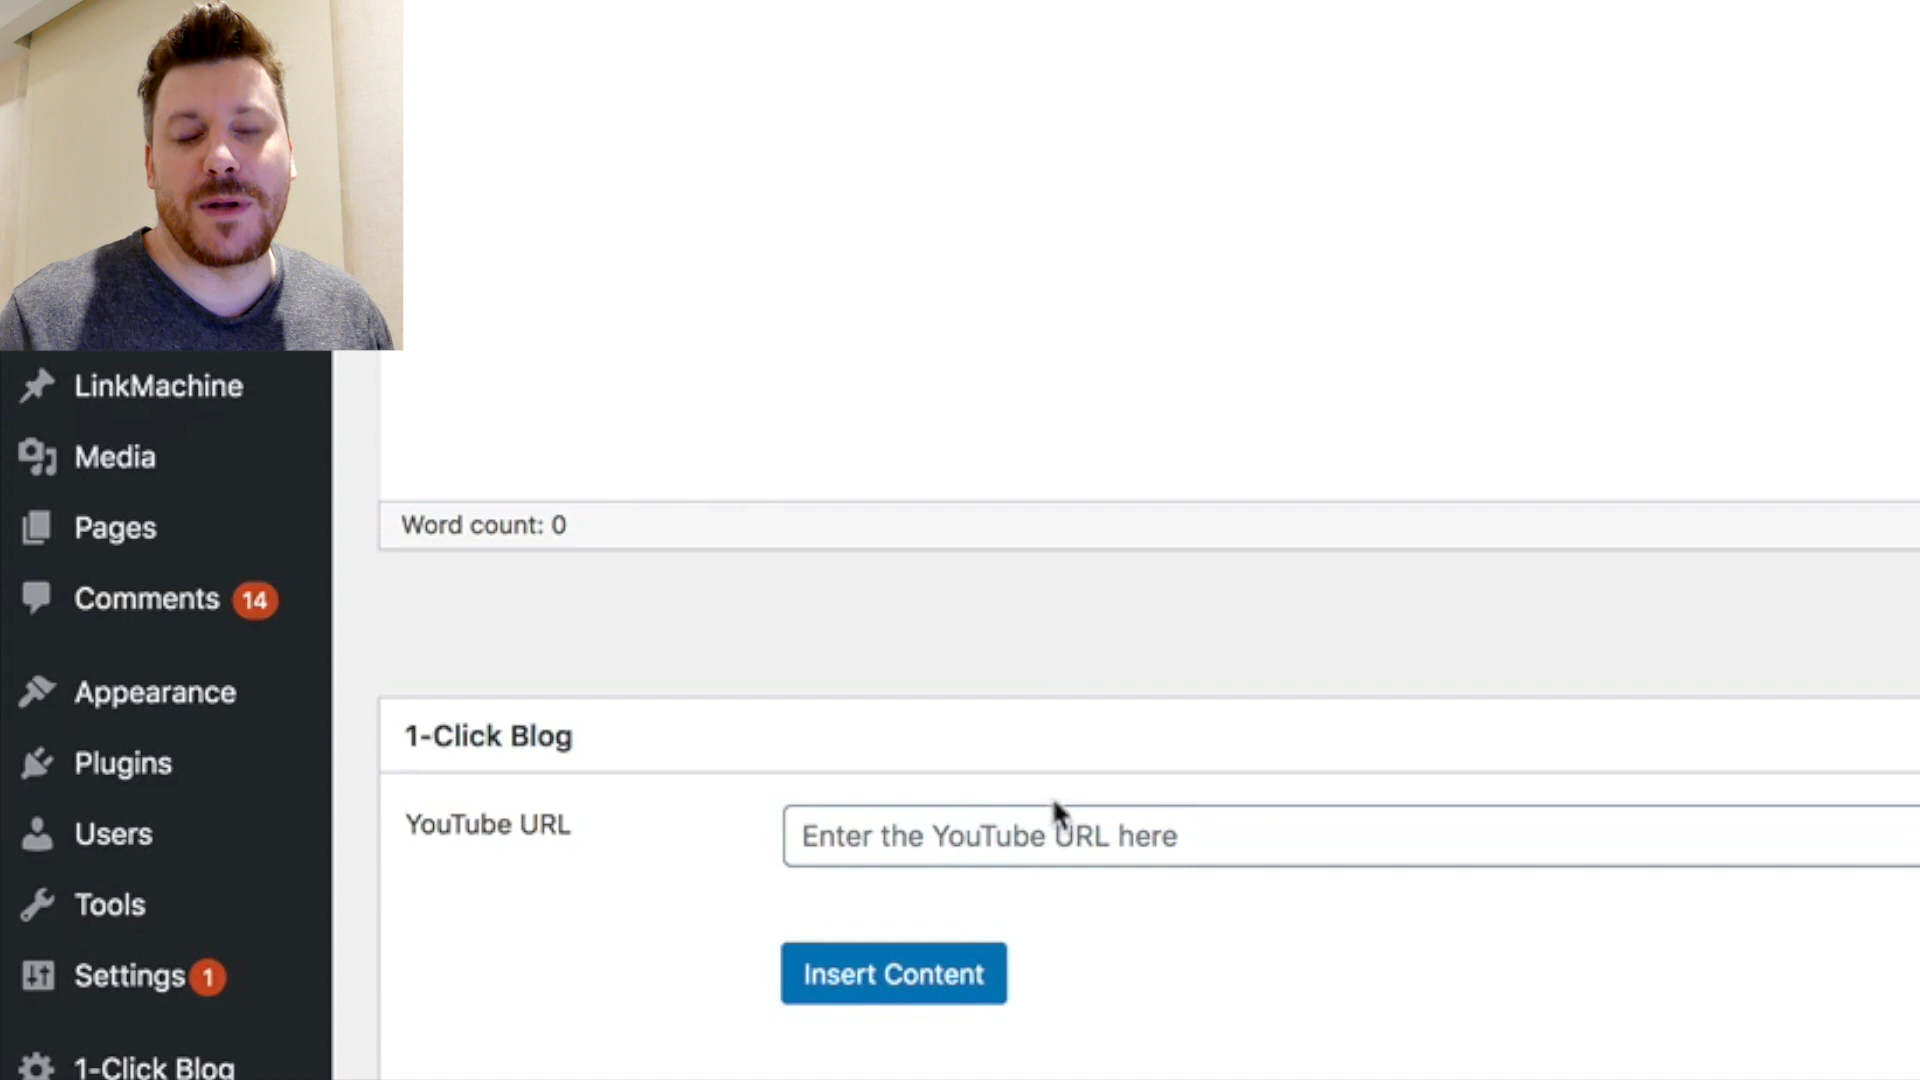 LinkMachine
Media
Pages
Comments 14
Appearance
Plugins
Users
Tools
Settings 1
1-Click Blog
Word count: 0
1-Click Blog
YouTube URL
Enter the YouTube URL here
Insert Content